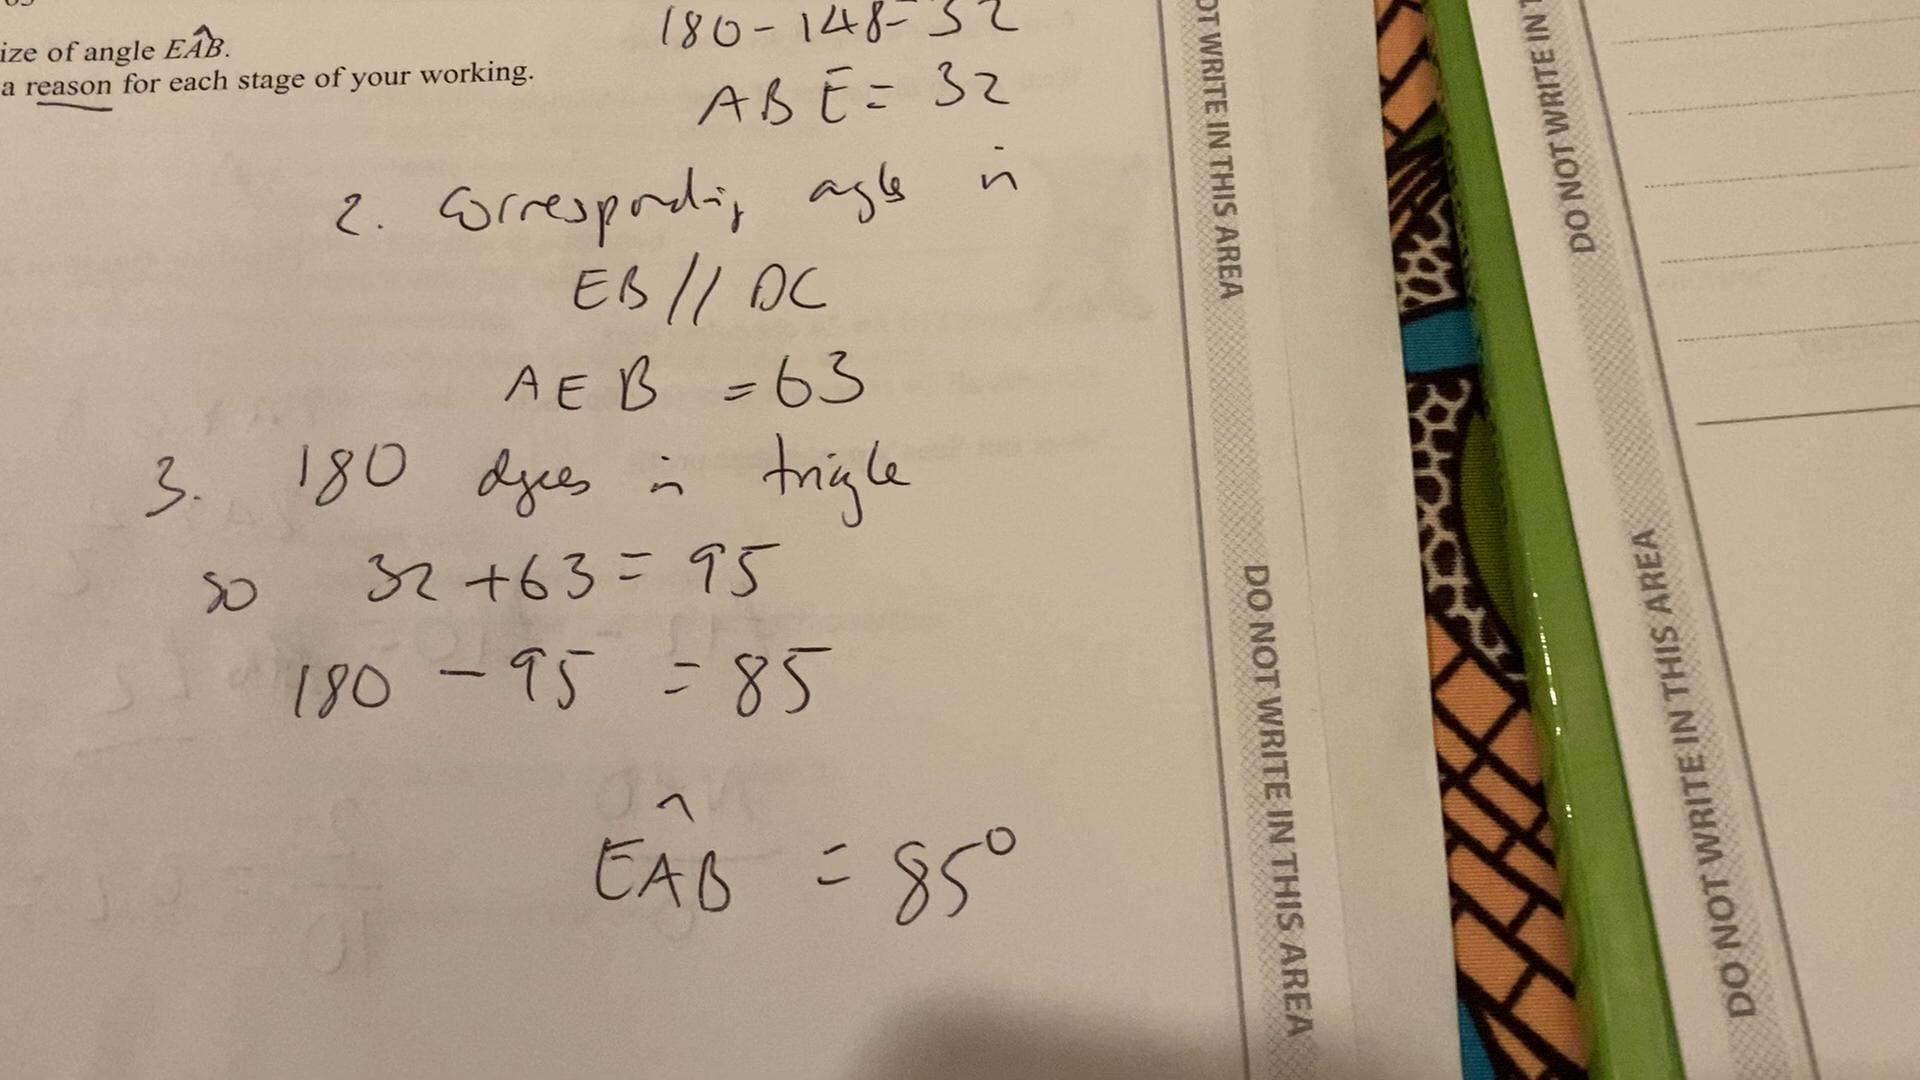 ize of angle EÂB.
a reason for each stage of your working.
180 - 148 = 32
ABE = 32
2. Corresponding angle in
EB // DC
AEB = 63
3. 180 degrees in triangle
so 32 + 63 = 95
180 - 95 = 85
EÂB = 85°
OT WRITE IN THIS AREA
DO NOT WRITE IN THIS AREA
DO NOT WRITE IN T
DO NOT WRITE IN THIS AREA